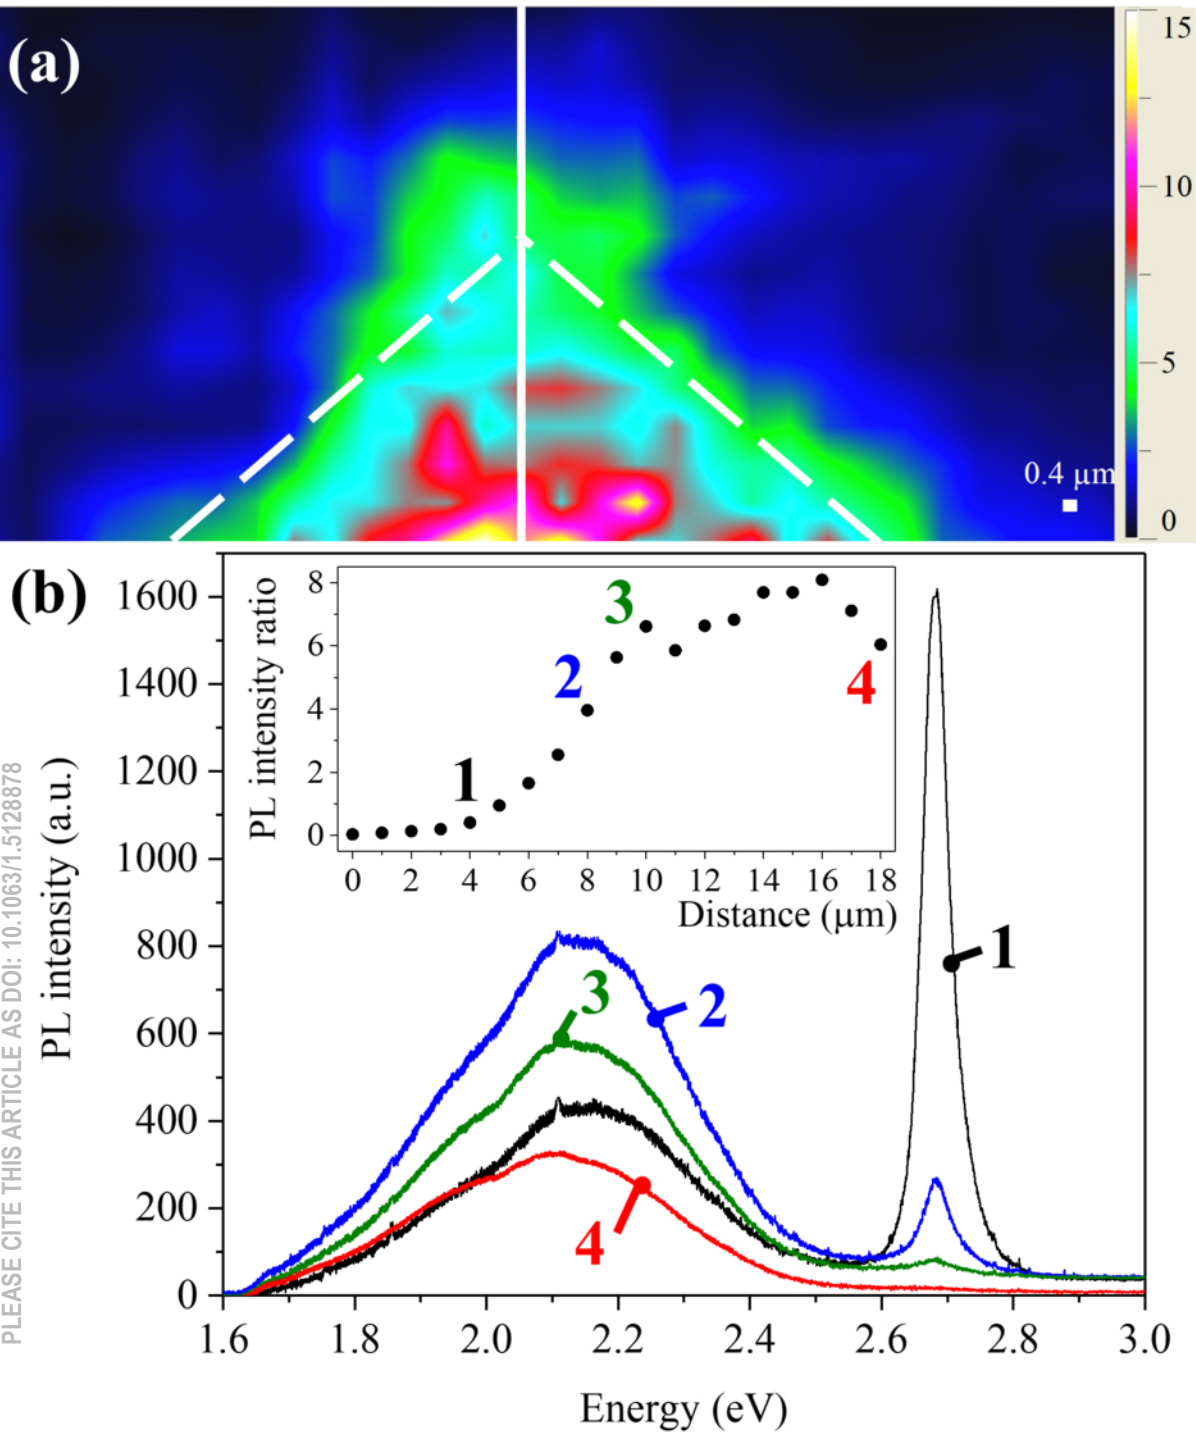 (a)
15
10
5
0
0.4 µm
(b)
PL intensity (a.u.)
1600
1400
1200
1000
800
600
400
200
0
PL intensity ratio
8
6
4
2
0
1
2
3
4
0 2 4 6 8 10 12 14 16 18
Distance (µm)
1
2
3
4
1.6 1.8 2.0 2.2 2.4 2.6 2.8 3.0
Energy (eV)
PLEASE CITE THIS ARTICLE AS DOI: 10.1063/1.5128878